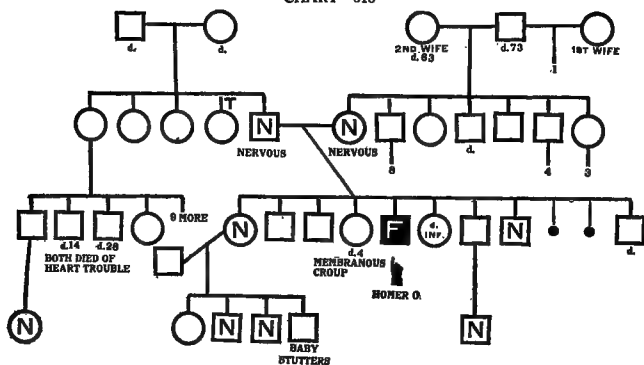 d.
d.
2ND. WIFE
d. 63
d. 73
1
1ST WIFE
T
N
NERVOUS
N
NERVOUS
8
d.
4
3
9 MORE
d. 14
d. 28
BOTH DIED OF
HEART TROUBLE
N
N
d. 4
MEMBRANOUS
CROUP
F
HOMER O.
d.
INF.
N
d.
N
N
N
BABY
STUTTERS